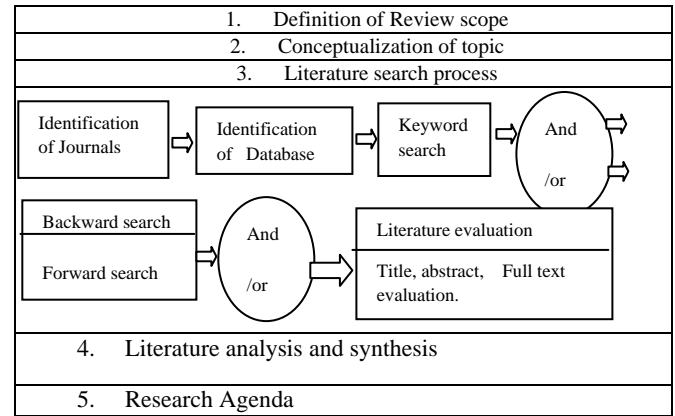 1. Definition of Review scope
2. Conceptualization of topic
3. Literature search process
Identification
of Journals
Identification
of Database
Keyword
search
And
/or
Backward search
Forward search
And
/or
Literature evaluation
Title, abstract, Full text
evaluation.
4. Literature analysis and synthesis
5. Research Agenda